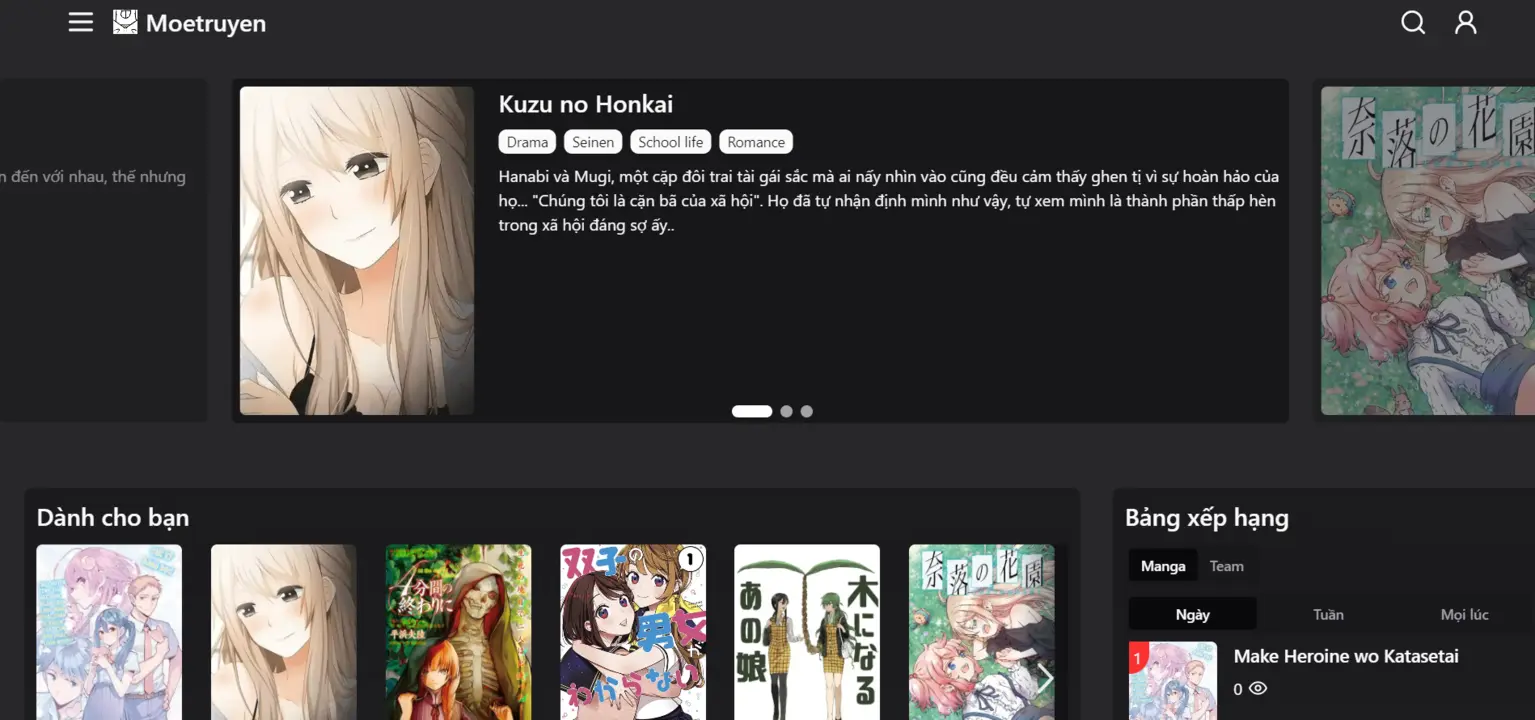 Moetruyen
n đến với nhau, thế nhưng
Kuzu no Honkai
Drama Seinen School life Romance
Hanabi và Mugi, một cặp đôi trai tài gái sắc mà ai nấy nhìn vào cũng đều cảm thấy ghen tị vì sự hoàn hảo của
họ... "Chúng tôi là cặn bã của xã hội". Họ đã tự nhận định mình như vậy, tự xem mình là thành phần thấp hèn
trong xã hội đáng sợ ấy..
奈落の花園
Dành cho bạn
4分間の
終わりに
双子の
男女が
わからない
1
木になる
あの娘
奈落の花園
Bảng xếp hạng
Manga Team
Ngày Tuần Mọi lúc
1
Make Heroine wo Katasetai
0